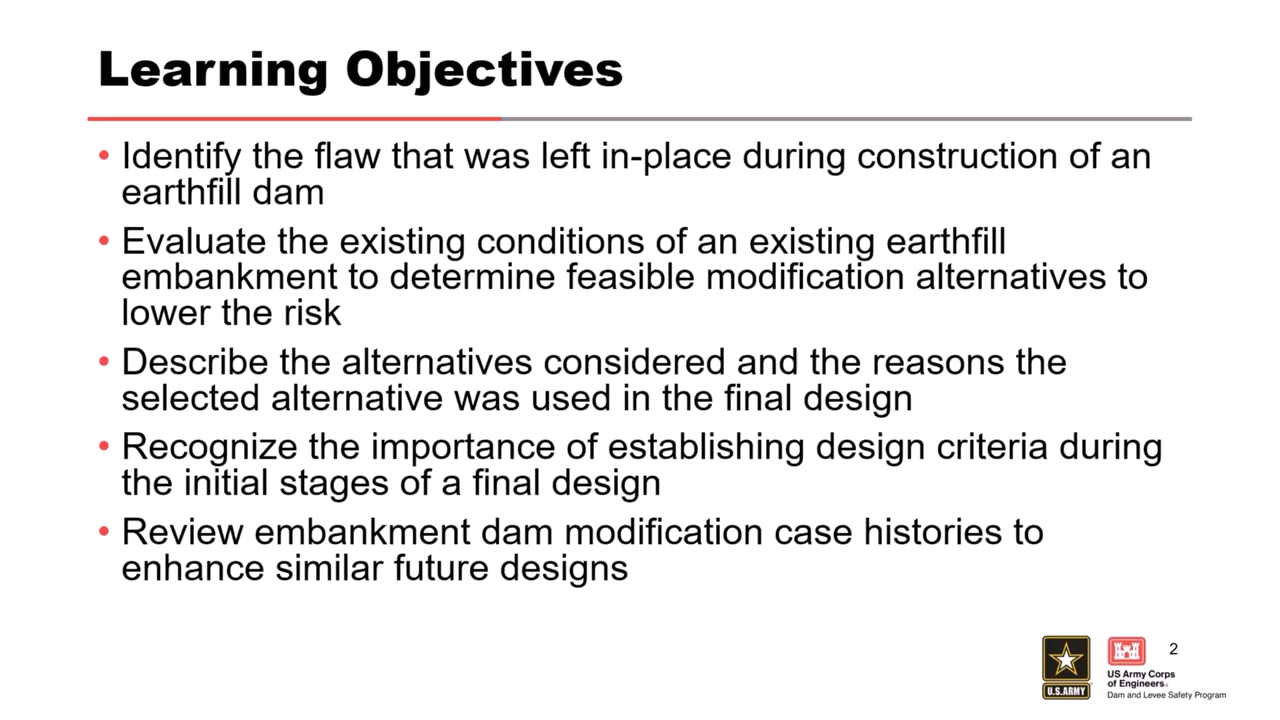 Learning Objectives
• Identify the flaw that was left in-place during construction of an
earthfill dam
• Evaluate the existing conditions of an existing earthfill
embankment to determine feasible modification alternatives to
lower the risk
• Describe the alternatives considered and the reasons the
selected alternative was used in the final design
• Recognize the importance of establishing design criteria during
the initial stages of a final design
• Review embankment dam modification case histories to
enhance similar future designs
2
U.S.ARMY
US Army Corps
of Engineers®
Dam and Levee Safety Program